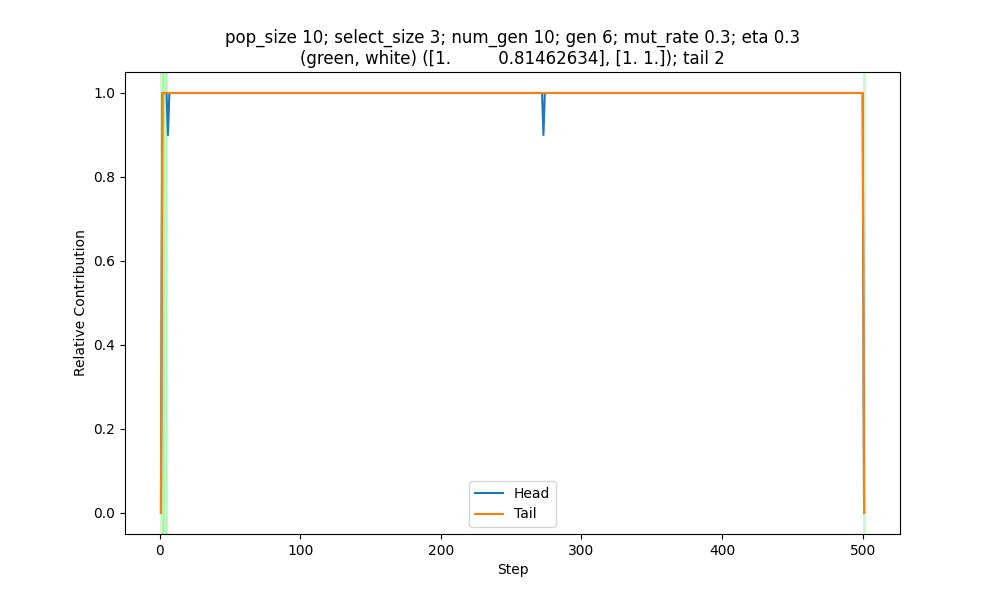 pop_size 10; select_size 3; num_gen 10; gen 6; mut_rate 0.3; eta 0.3
(green, white) ([1.         0.81462634], [1. 1.]); tail 2
1.0
0.8
0.6
0.4
0.2
0.0
Relative Contribution
Head
Tail
0
100
200
300
400
500
Step